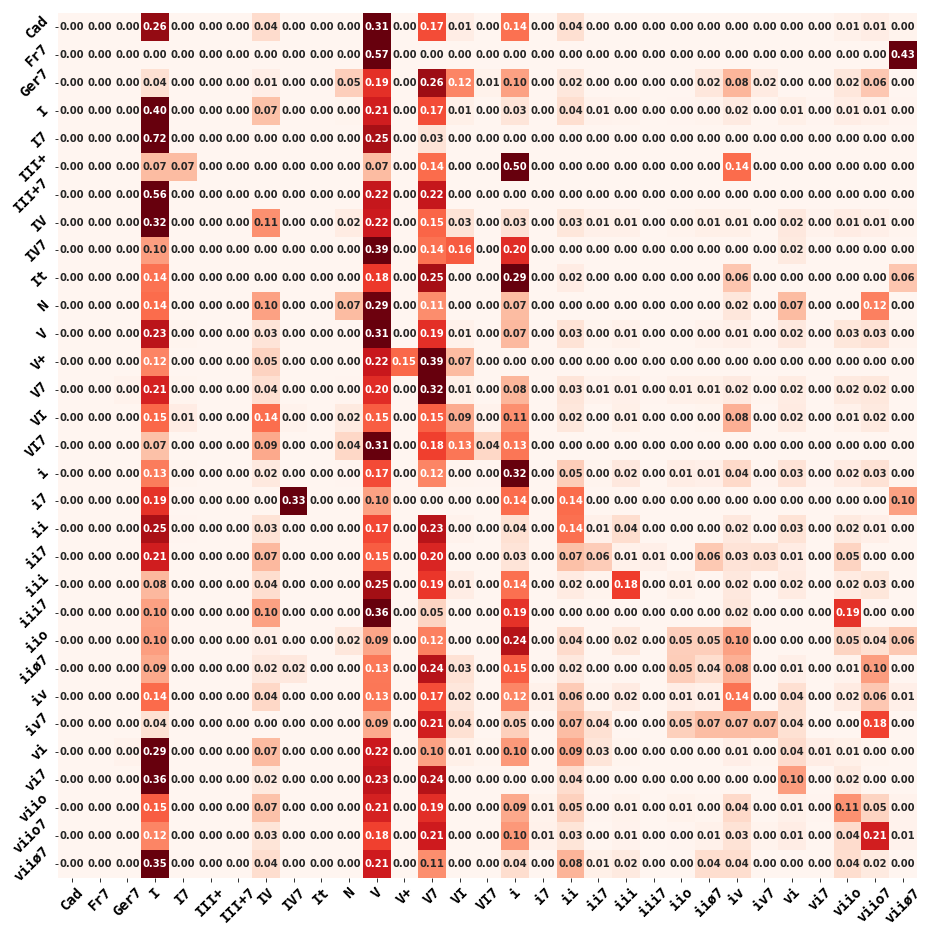 Cad 0.00 0.00 0.00 0.26 0.00 0.00 0.00 0.04 0.00 0.00 0.00 0.31 0.00 0.17 0.01 0.00 0.14 0.00 0.04 0.00 0.00 0.00 0.00 0.00 0.00 0.00 0.00 0.00 0.01 0.01 0.00
Fr7 0.00 0.00 0.00 0.00 0.00 0.00 0.00 0.00 0.00 0.00 0.00 0.57 0.00 0.00 0.00 0.00 0.00 0.00 0.00 0.00 0.00 0.00 0.00 0.00 0.00 0.00 0.00 0.00 0.00 0.00 0.43
Ger7 0.00 0.00 0.00 0.04 0.00 0.00 0.00 0.01 0.00 0.00 0.05 0.19 0.00 0.26 0.12 0.01 0.10 0.00 0.02 0.00 0.00 0.00 0.00 0.02 0.08 0.02 0.00 0.00 0.02 0.06 0.00
I 0.00 0.00 0.00 0.40 0.00 0.00 0.00 0.07 0.00 0.00 0.00 0.21 0.00 0.17 0.01 0.00 0.03 0.00 0.04 0.01 0.00 0.00 0.00 0.00 0.02 0.00 0.01 0.00 0.01 0.01 0.00
I7 0.00 0.00 0.00 0.72 0.00 0.00 0.00 0.00 0.00 0.00 0.00 0.25 0.00 0.03 0.00 0.00 0.00 0.00 0.00 0.00 0.00 0.00 0.00 0.00 0.00 0.00 0.00 0.00 0.00 0.00 0.00
III+ 0.00 0.00 0.00 0.07 0.07 0.00 0.00 0.00 0.00 0.00 0.00 0.07 0.00 0.14 0.00 0.00 0.50 0.00 0.00 0.00 0.00 0.00 0.00 0.00 0.14 0.00 0.00 0.00 0.00 0.00 0.00
III+7 0.00 0.00 0.00 0.56 0.00 0.00 0.00 0.00 0.00 0.00 0.00 0.22 0.00 0.22 0.00 0.00 0.00 0.00 0.00 0.00 0.00 0.00 0.00 0.00 0.00 0.00 0.00 0.00 0.00 0.00 0.00
IV 0.00 0.00 0.00 0.32 0.00 0.00 0.00 0.11 0.00 0.00 0.02 0.22 0.00 0.15 0.03 0.00 0.03 0.00 0.03 0.01 0.01 0.00 0.00 0.01 0.01 0.00 0.02 0.00 0.01 0.01 0.00
IV7 0.00 0.00 0.00 0.10 0.00 0.00 0.00 0.00 0.00 0.00 0.00 0.39 0.00 0.14 0.16 0.00 0.20 0.00 0.00 0.00 0.00 0.00 0.00 0.00 0.00 0.00 0.02 0.00 0.00 0.00 0.00
It 0.00 0.00 0.00 0.14 0.00 0.00 0.00 0.00 0.00 0.00 0.00 0.18 0.00 0.25 0.00 0.00 0.29 0.00 0.02 0.00 0.00 0.00 0.00 0.00 0.06 0.00 0.00 0.00 0.00 0.00 0.06
N 0.00 0.00 0.00 0.14 0.00 0.00 0.00 0.10 0.00 0.00 0.07 0.29 0.00 0.11 0.00 0.00 0.07 0.00 0.00 0.00 0.00 0.00 0.00 0.00 0.02 0.00 0.07 0.00 0.00 0.12 0.00
V 0.00 0.00 0.00 0.23 0.00 0.00 0.00 0.03 0.00 0.00 0.00 0.31 0.00 0.19 0.01 0.00 0.07 0.00 0.03 0.00 0.01 0.00 0.00 0.00 0.01 0.00 0.02 0.00 0.03 0.03 0.00
V+ 0.00 0.00 0.00 0.12 0.00 0.00 0.00 0.05 0.00 0.00 0.00 0.22 0.15 0.39 0.07 0.00 0.00 0.00 0.00 0.00 0.00 0.00 0.00 0.00 0.00 0.00 0.00 0.00 0.00 0.00 0.00
V7 0.00 0.00 0.00 0.21 0.00 0.00 0.00 0.04 0.00 0.00 0.00 0.20 0.00 0.32 0.01 0.00 0.08 0.00 0.03 0.01 0.01 0.00 0.01 0.01 0.02 0.00 0.02 0.00 0.02 0.02 0.00
VI 0.00 0.00 0.00 0.15 0.01 0.00 0.00 0.14 0.00 0.00 0.02 0.15 0.00 0.15 0.09 0.00 0.11 0.00 0.02 0.00 0.01 0.00 0.00 0.00 0.08 0.00 0.02 0.00 0.01 0.02 0.00
VI7 0.00 0.00 0.00 0.07 0.00 0.00 0.00 0.09 0.00 0.00 0.04 0.31 0.00 0.18 0.13 0.04 0.13 0.00 0.00 0.00 0.00 0.00 0.00 0.00 0.00 0.00 0.00 0.00 0.00 0.00 0.00
i 0.00 0.00 0.00 0.13 0.00 0.00 0.00 0.02 0.00 0.00 0.00 0.17 0.00 0.12 0.00 0.00 0.32 0.00 0.05 0.00 0.02 0.00 0.01 0.01 0.04 0.00 0.03 0.00 0.02 0.03 0.00
i7 0.00 0.00 0.00 0.19 0.00 0.00 0.00 0.00 0.33 0.00 0.00 0.10 0.00 0.00 0.00 0.00 0.14 0.00 0.14 0.00 0.00 0.00 0.00 0.00 0.00 0.00 0.00 0.00 0.00 0.00 0.10
ii 0.00 0.00 0.00 0.25 0.00 0.00 0.00 0.03 0.00 0.00 0.00 0.17 0.00 0.23 0.00 0.00 0.04 0.00 0.14 0.01 0.04 0.00 0.00 0.00 0.02 0.00 0.03 0.00 0.02 0.01 0.00
ii7 0.00 0.00 0.00 0.21 0.00 0.00 0.00 0.07 0.00 0.00 0.00 0.15 0.00 0.20 0.00 0.00 0.03 0.00 0.07 0.06 0.01 0.01 0.00 0.06 0.03 0.03 0.01 0.00 0.05 0.00 0.00
iii 0.00 0.00 0.00 0.08 0.00 0.00 0.00 0.04 0.00 0.00 0.00 0.25 0.00 0.19 0.01 0.00 0.14 0.00 0.02 0.00 0.18 0.00 0.01 0.00 0.02 0.00 0.02 0.00 0.02 0.03 0.00
iii7 0.00 0.00 0.00 0.10 0.00 0.00 0.00 0.10 0.00 0.00 0.00 0.36 0.00 0.05 0.00 0.00 0.19 0.00 0.00 0.00 0.00 0.00 0.00 0.00 0.02 0.00 0.00 0.00 0.19 0.00 0.00
iio 0.00 0.00 0.00 0.10 0.00 0.00 0.00 0.01 0.00 0.00 0.02 0.09 0.00 0.12 0.00 0.00 0.24 0.00 0.04 0.00 0.02 0.00 0.05 0.05 0.10 0.00 0.00 0.00 0.05 0.04 0.06
iiø7 0.00 0.00 0.00 0.09 0.00 0.00 0.00 0.02 0.02 0.00 0.00 0.13 0.00 0.24 0.03 0.00 0.15 0.00 0.02 0.00 0.00 0.00 0.05 0.04 0.08 0.00 0.01 0.00 0.01 0.10 0.00
iv 0.00 0.00 0.00 0.14 0.00 0.00 0.00 0.04 0.00 0.00 0.00 0.13 0.00 0.17 0.02 0.00 0.12 0.01 0.06 0.00 0.02 0.00 0.01 0.01 0.14 0.00 0.04 0.00 0.02 0.06 0.01
iv7 0.00 0.00 0.00 0.04 0.00 0.00 0.00 0.00 0.00 0.00 0.00 0.09 0.00 0.21 0.04 0.00 0.05 0.00 0.07 0.04 0.00 0.00 0.05 0.07 0.07 0.07 0.04 0.00 0.00 0.18 0.00
vi 0.00 0.00 0.00 0.29 0.00 0.00 0.00 0.07 0.00 0.00 0.00 0.22 0.00 0.10 0.01 0.00 0.10 0.00 0.09 0.03 0.00 0.00 0.00 0.00 0.01 0.00 0.04 0.01 0.01 0.00 0.00
vi7 0.00 0.00 0.00 0.36 0.00 0.00 0.00 0.02 0.00 0.00 0.00 0.23 0.00 0.24 0.00 0.00 0.00 0.00 0.04 0.00 0.00 0.00 0.00 0.00 0.00 0.00 0.10 0.00 0.02 0.00 0.00
viio 0.00 0.00 0.00 0.15 0.00 0.00 0.00 0.07 0.00 0.00 0.00 0.21 0.00 0.19 0.00 0.00 0.09 0.01 0.05 0.00 0.01 0.00 0.01 0.00 0.04 0.00 0.01 0.00 0.11 0.05 0.00
viio7 0.00 0.00 0.00 0.12 0.00 0.00 0.00 0.03 0.00 0.00 0.00 0.18 0.00 0.21 0.00 0.00 0.10 0.01 0.03 0.00 0.01 0.00 0.00 0.01 0.03 0.00 0.01 0.00 0.04 0.21 0.01
viiø7 0.00 0.00 0.00 0.35 0.00 0.00 0.00 0.04 0.00 0.00 0.00 0.21 0.00 0.11 0.00 0.00 0.04 0.00 0.08 0.01 0.02 0.00 0.00 0.04 0.04 0.00 0.00 0.00 0.04 0.02 0.00
Cad Fr7 Ger7 I I7 III+ III+7 IV IV7 It N V V+ V7 VI VI7 i i7 ii ii7 iii iii7 iio iiø7 iv iv7 vi vi7 viio viio7 viiø7